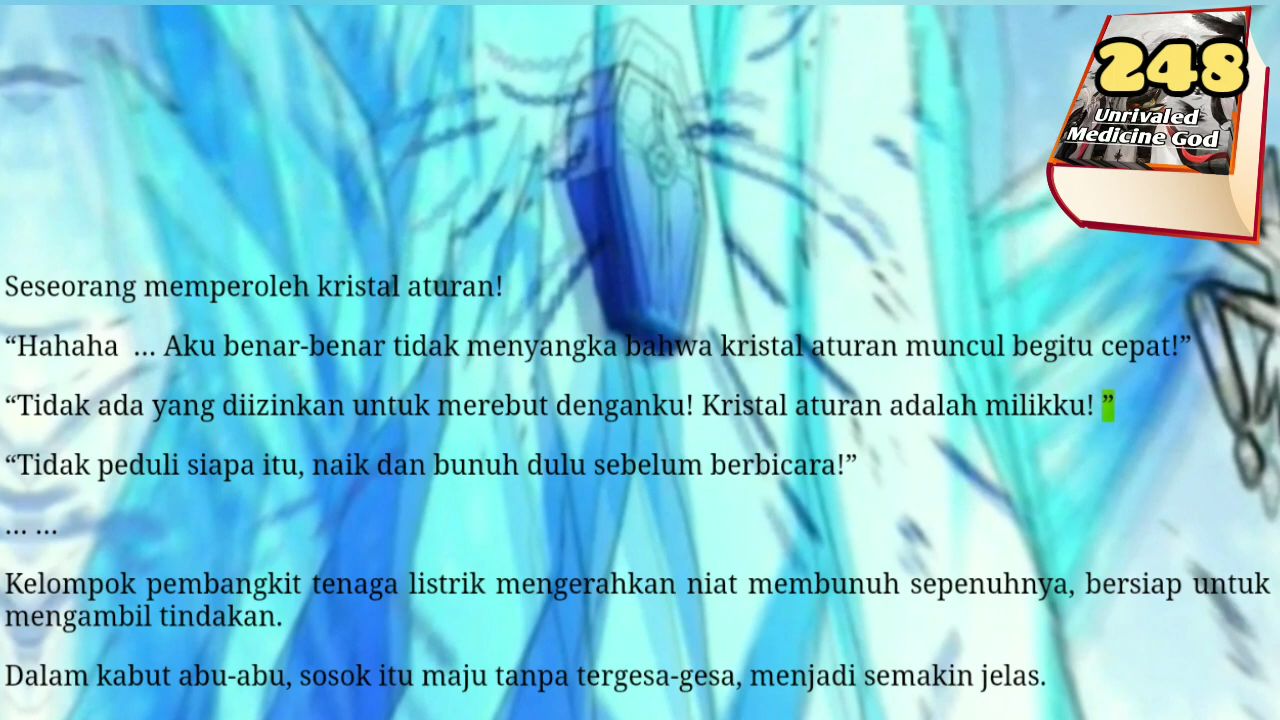 248
Unrivaled
Medicine God
Seseorang memperoleh kristal aturan!
“Hahaha  … Aku benar-benar tidak menyangka bahwa kristal aturan muncul begitu cepat!”
“Tidak ada yang diizinkan untuk merebut denganku! Kristal aturan adalah milikku! ”
“Tidak peduli siapa itu, naik dan bunuh dulu sebelum berbicara!”
… …
Kelompok pembangkit tenaga listrik mengerahkan niat membunuh sepenuhnya, bersiap untuk
mengambil tindakan.
Dalam kabut abu-abu, sosok itu maju tanpa tergesa-gesa, menjadi semakin jelas.